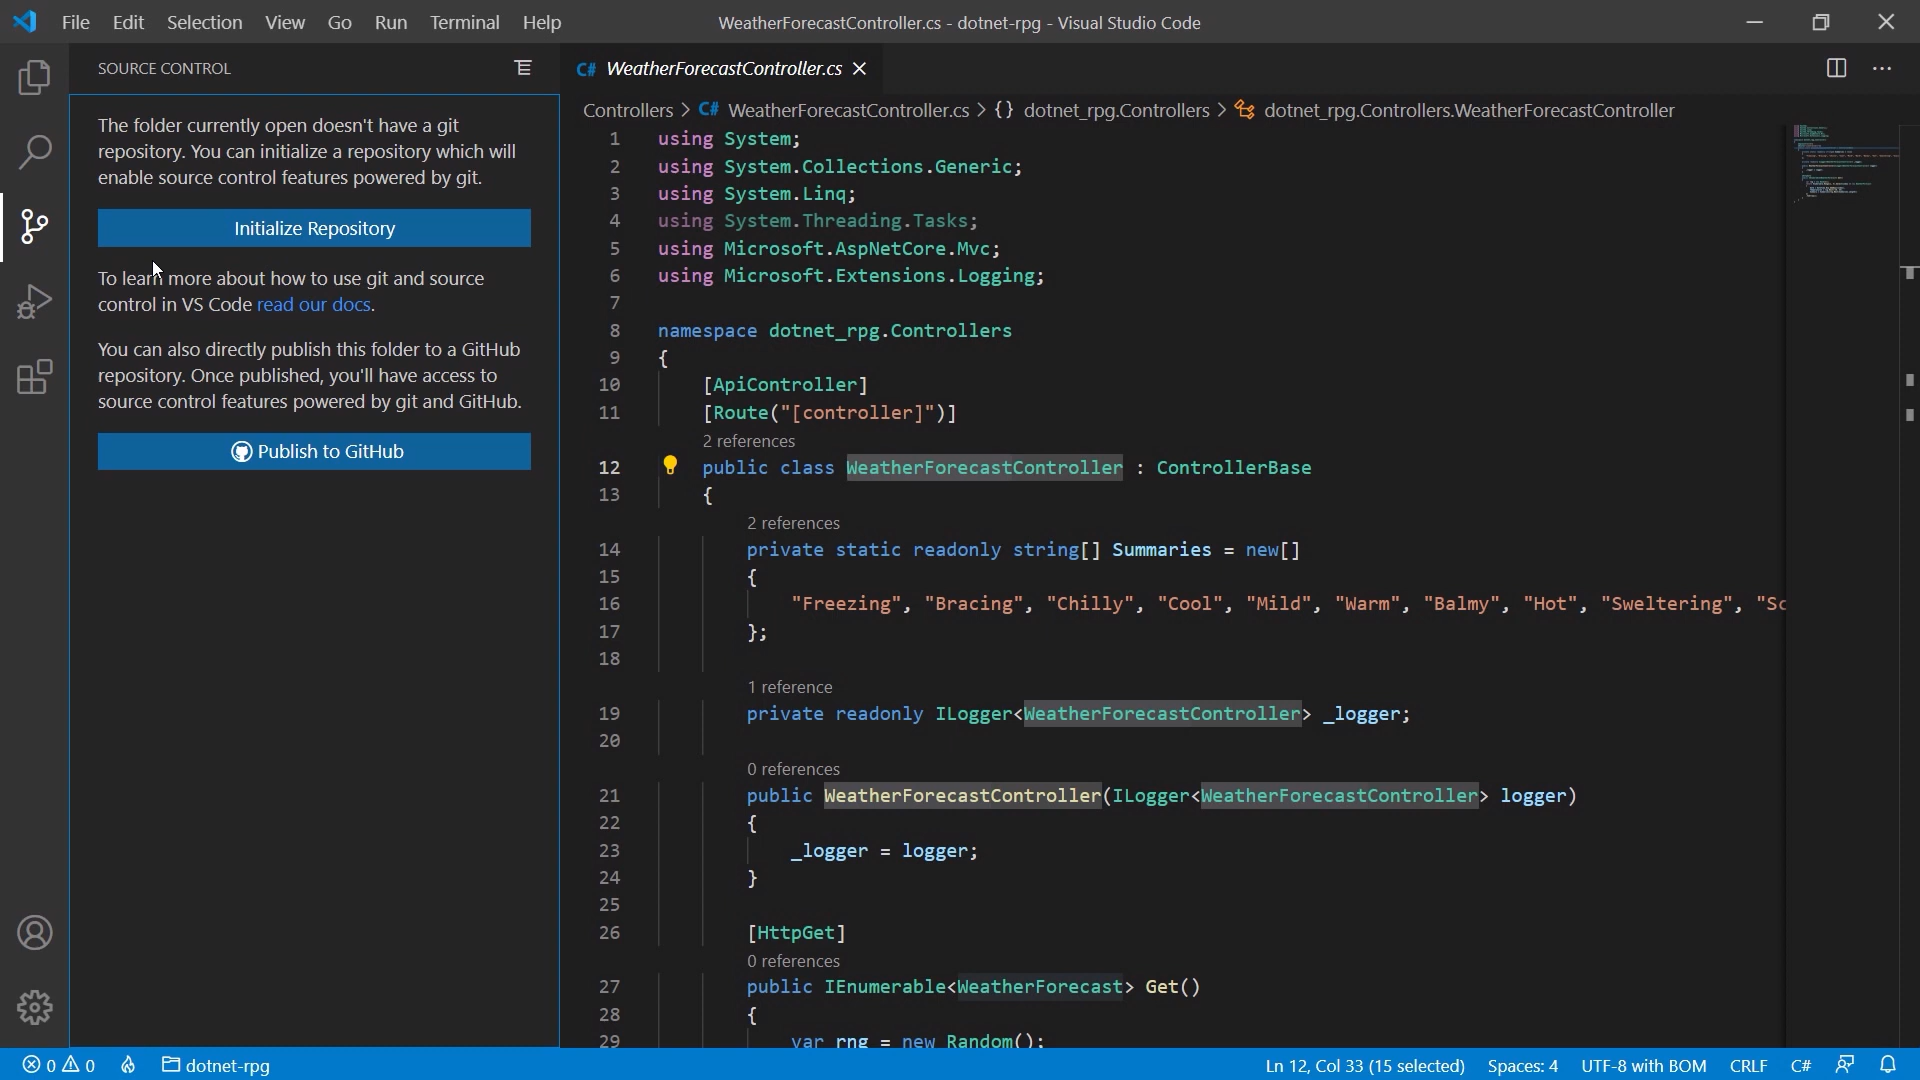 File Edit Selection View Go Run Terminal Help
WeatherForecastController.cs - dotnet-rpg - Visual Studio Code
SOURCE CONTROL
The folder currently open doesn't have a git
repository. You can initialize a repository which will
enable source control features powered by git.
Initialize Repository
To learn more about how to use git and source
control in VS Code read our docs.
You can also directly publish this folder to a GitHub
repository. Once published, you'll have access to
source control features powered by git and GitHub.
Publish to GitHub
C# WeatherForecastController.cs
Controllers > C# WeatherForecastController.cs > {} dotnet_rpg.Controllers > dotnet_rpg.Controllers.WeatherForecastController
1 using System;
2 using System.Collections.Generic;
3 using System.Linq;
4 using System.Threading.Tasks;
5 using Microsoft.AspNetCore.Mvc;
6 using Microsoft.Extensions.Logging;
7
8 namespace dotnet_rpg.Controllers
9 {
10 [ApiController]
11 [Route("[controller]")]
2 references
12 public class WeatherForecastController : ControllerBase
13 {
2 references
14 private static readonly string[] Summaries = new[]
15 {
16 "Freezing", "Bracing", "Chilly", "Cool", "Mild", "Warm", "Balmy", "Hot", "Sweltering", "Sc
17 };
18
1 reference
19 private readonly ILogger<WeatherForecastController> _logger;
20
0 references
21 public WeatherForecastController(ILogger<WeatherForecastController> logger)
22 {
23 _logger = logger;
24 }
25
26 [HttpGet]
0 references
27 public IEnumerable<WeatherForecast> Get()
28 {
29 var rng = new Random();
0 0 dotnet-rpg
Ln 12, Col 33 (15 selected) Spaces: 4 UTF-8 with BOM CRLF C#